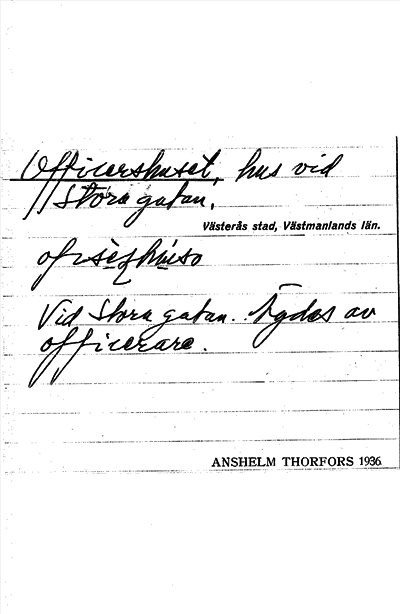 Officershuset, hus vid
Stora gatan.
Västerås stad, Västmanlands län.
Vid Stora gatan. Ägdes av
officerare.
ANSHELM THORFORS 1936